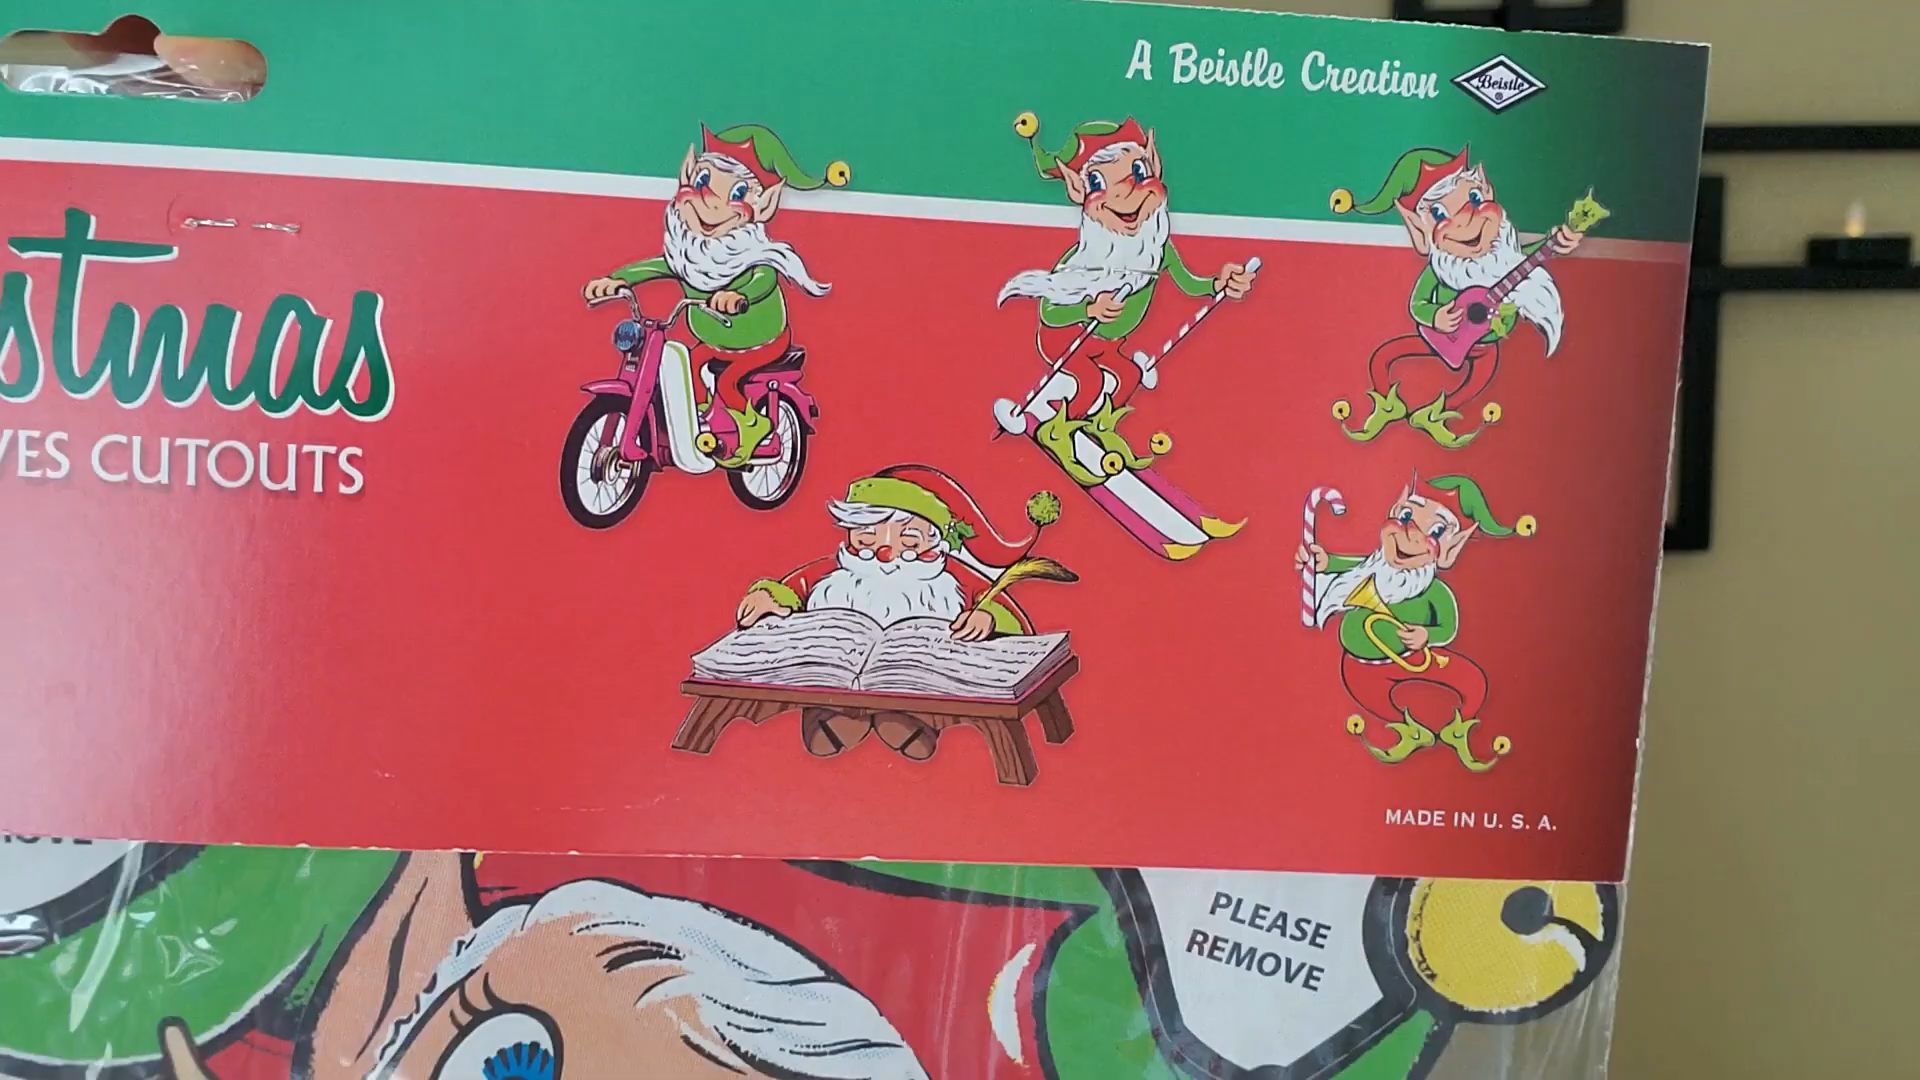 A Beistle Creation
Beistle
stmas
VES CUTOUTS
MADE IN U. S. A.
PLEASE
REMOVE